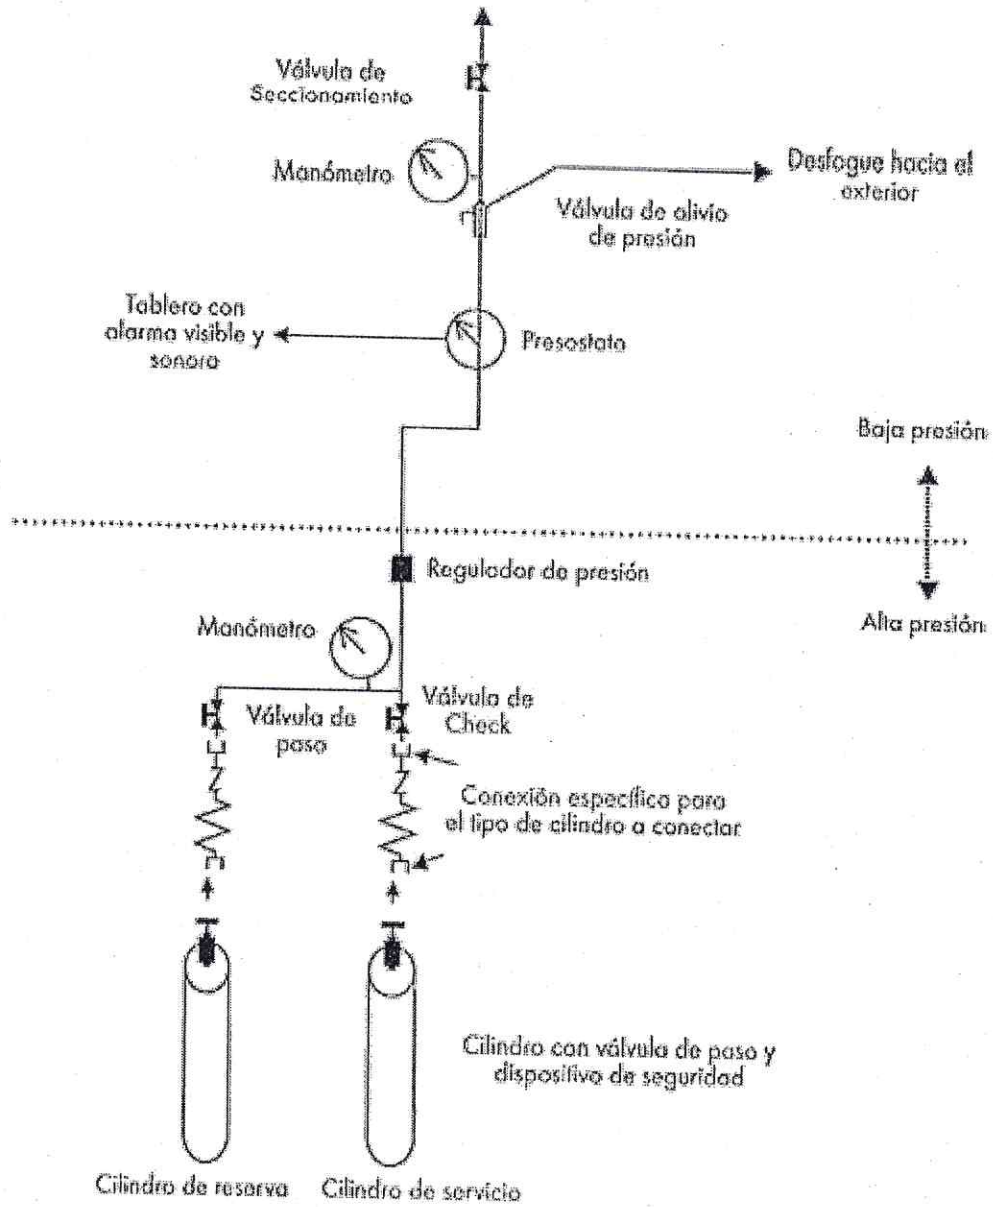 Válvula de
Seccionamiento
Manómetro
Desfogue hacia el
exterior
Válvula de alivio
de presión
Tablero con
alarma visible y
sonora
Presostato
Baja presión
Regulador de presión
Alta presión
Manómetro
Válvula de
paso
Válvula de
Check
Conexión específica para
el tipo de cilindro a conectar
Cilindro con válvula de paso y
dispositivo de seguridad
Cilindro de reserva
Cilindro de servicio